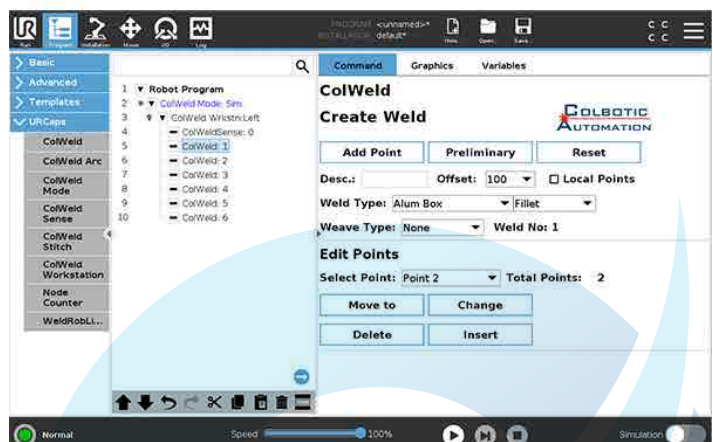 UR
Run Program Installation Move I/O Log
PROGRAM <unnamed>*
INSTALLATION default*
New... Open... Save...
C C
C C
Basic
Advanced
Templates
URCaps
ColWeld
ColWeld Arc
ColWeld
Mode
ColWeld
Sense
ColWeld
Stitch
ColWeld
Workstation
Node
Counter
WeldRobLi...
1 Robot Program
2 ColWeld Mode: Sim
3 ColWeld WrkStn:Left
4 ColWeldSense: 0
5 ColWeld: 1
6 ColWeld: 2
7 ColWeld: 3
8 ColWeld: 4
9 ColWeld: 5
10 ColWeld: 6
Command Graphics Variables
ColWeld
Create Weld
COLBOTIC
AUTOMATION
Add Point Preliminary Reset
Desc.: Offset: 100 Local Points
Weld Type: Alum Box Fillet
Weave Type: None Weld No: 1
Edit Points
Select Point: Point 2 Total Points: 2
Move to Change
Delete Insert
Normal Speed 100% Simulation